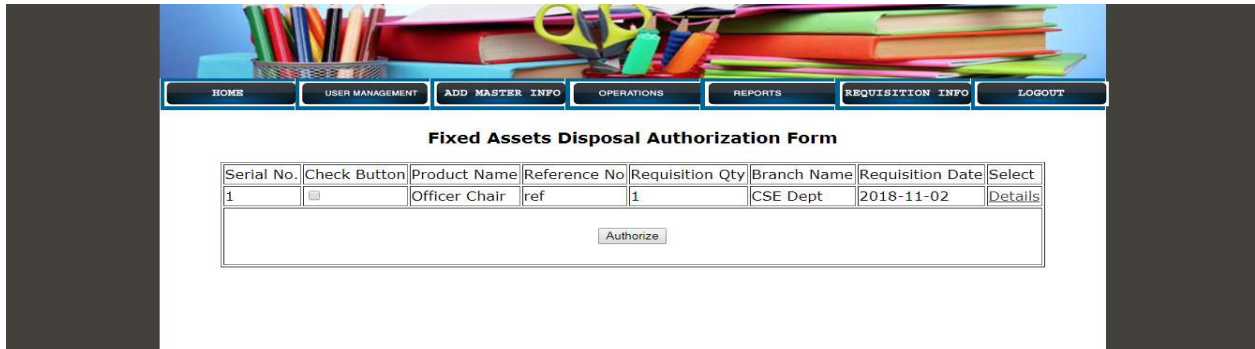 HOME USER MANAGEMENT ADD MASTER INFO OPERATIONS REPORTS REQUISITION INFO LOGOUT
Fixed Assets Disposal Authorization Form
Serial No. Check Button Product Name Reference No Requisition Qty Branch Name Requisition Date Select
1 Officer Chair ref 1 CSE Dept 2018-11-02 Details
Authorize